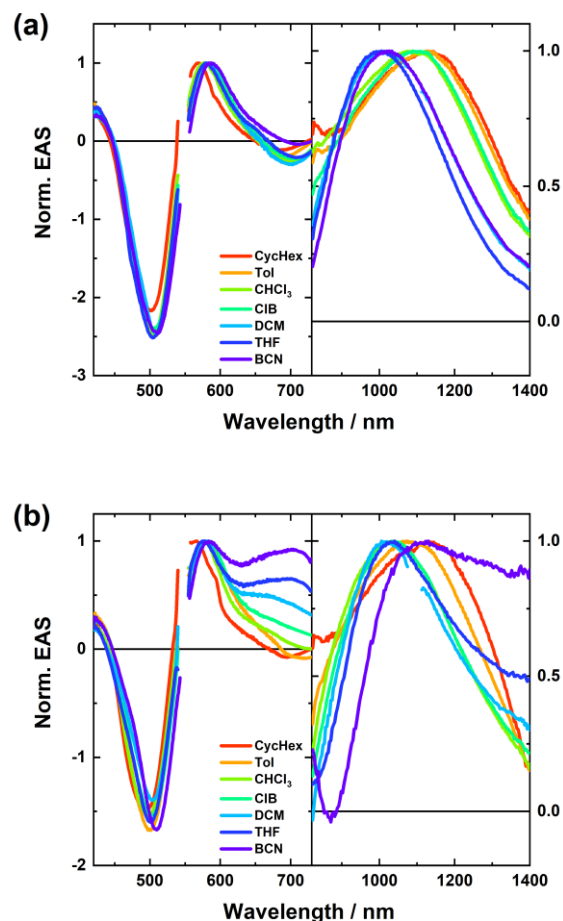 (a)
1
0
-1
-2
-3
Norm. EAS
1.0
0.5
0.0
CycHex
Tol
CHCl₃
ClB
DCM
THF
BCN
500 600 700 1000 1200 1400
Wavelength / nm
(b)
1
0
-1
-2
Norm. EAS
1.0
0.5
0.0
CycHex
Tol
CHCl₃
ClB
DCM
THF
BCN
500 600 700 1000 1200 1400
Wavelength / nm